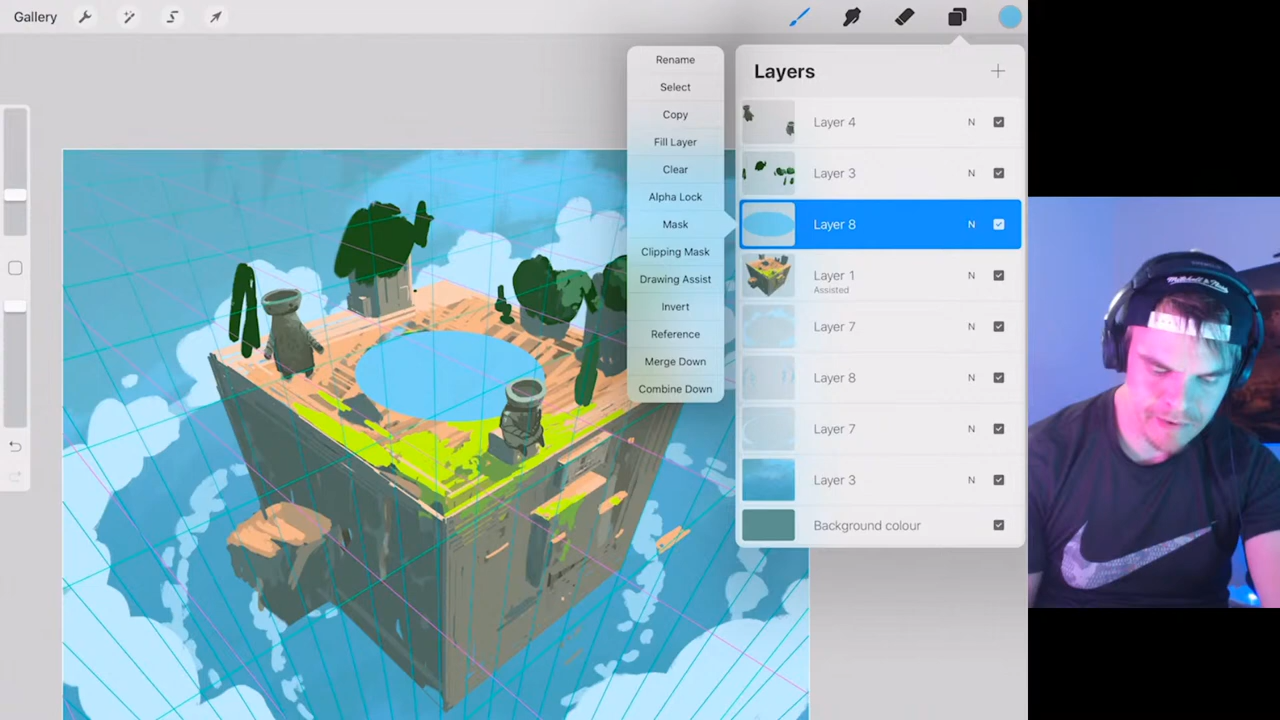 Gallery
Rename
Select
Copy
Fill Layer
Clear
Alpha Lock
Mask
Clipping Mask
Drawing Assist
Invert
Reference
Merge Down
Combine Down
Layers
Layer 4 N
Layer 3 N
Layer 8 N
Layer 1 N
Assisted
Layer 7 N
Layer 8 N
Layer 7 N
Layer 3 N
Background colour